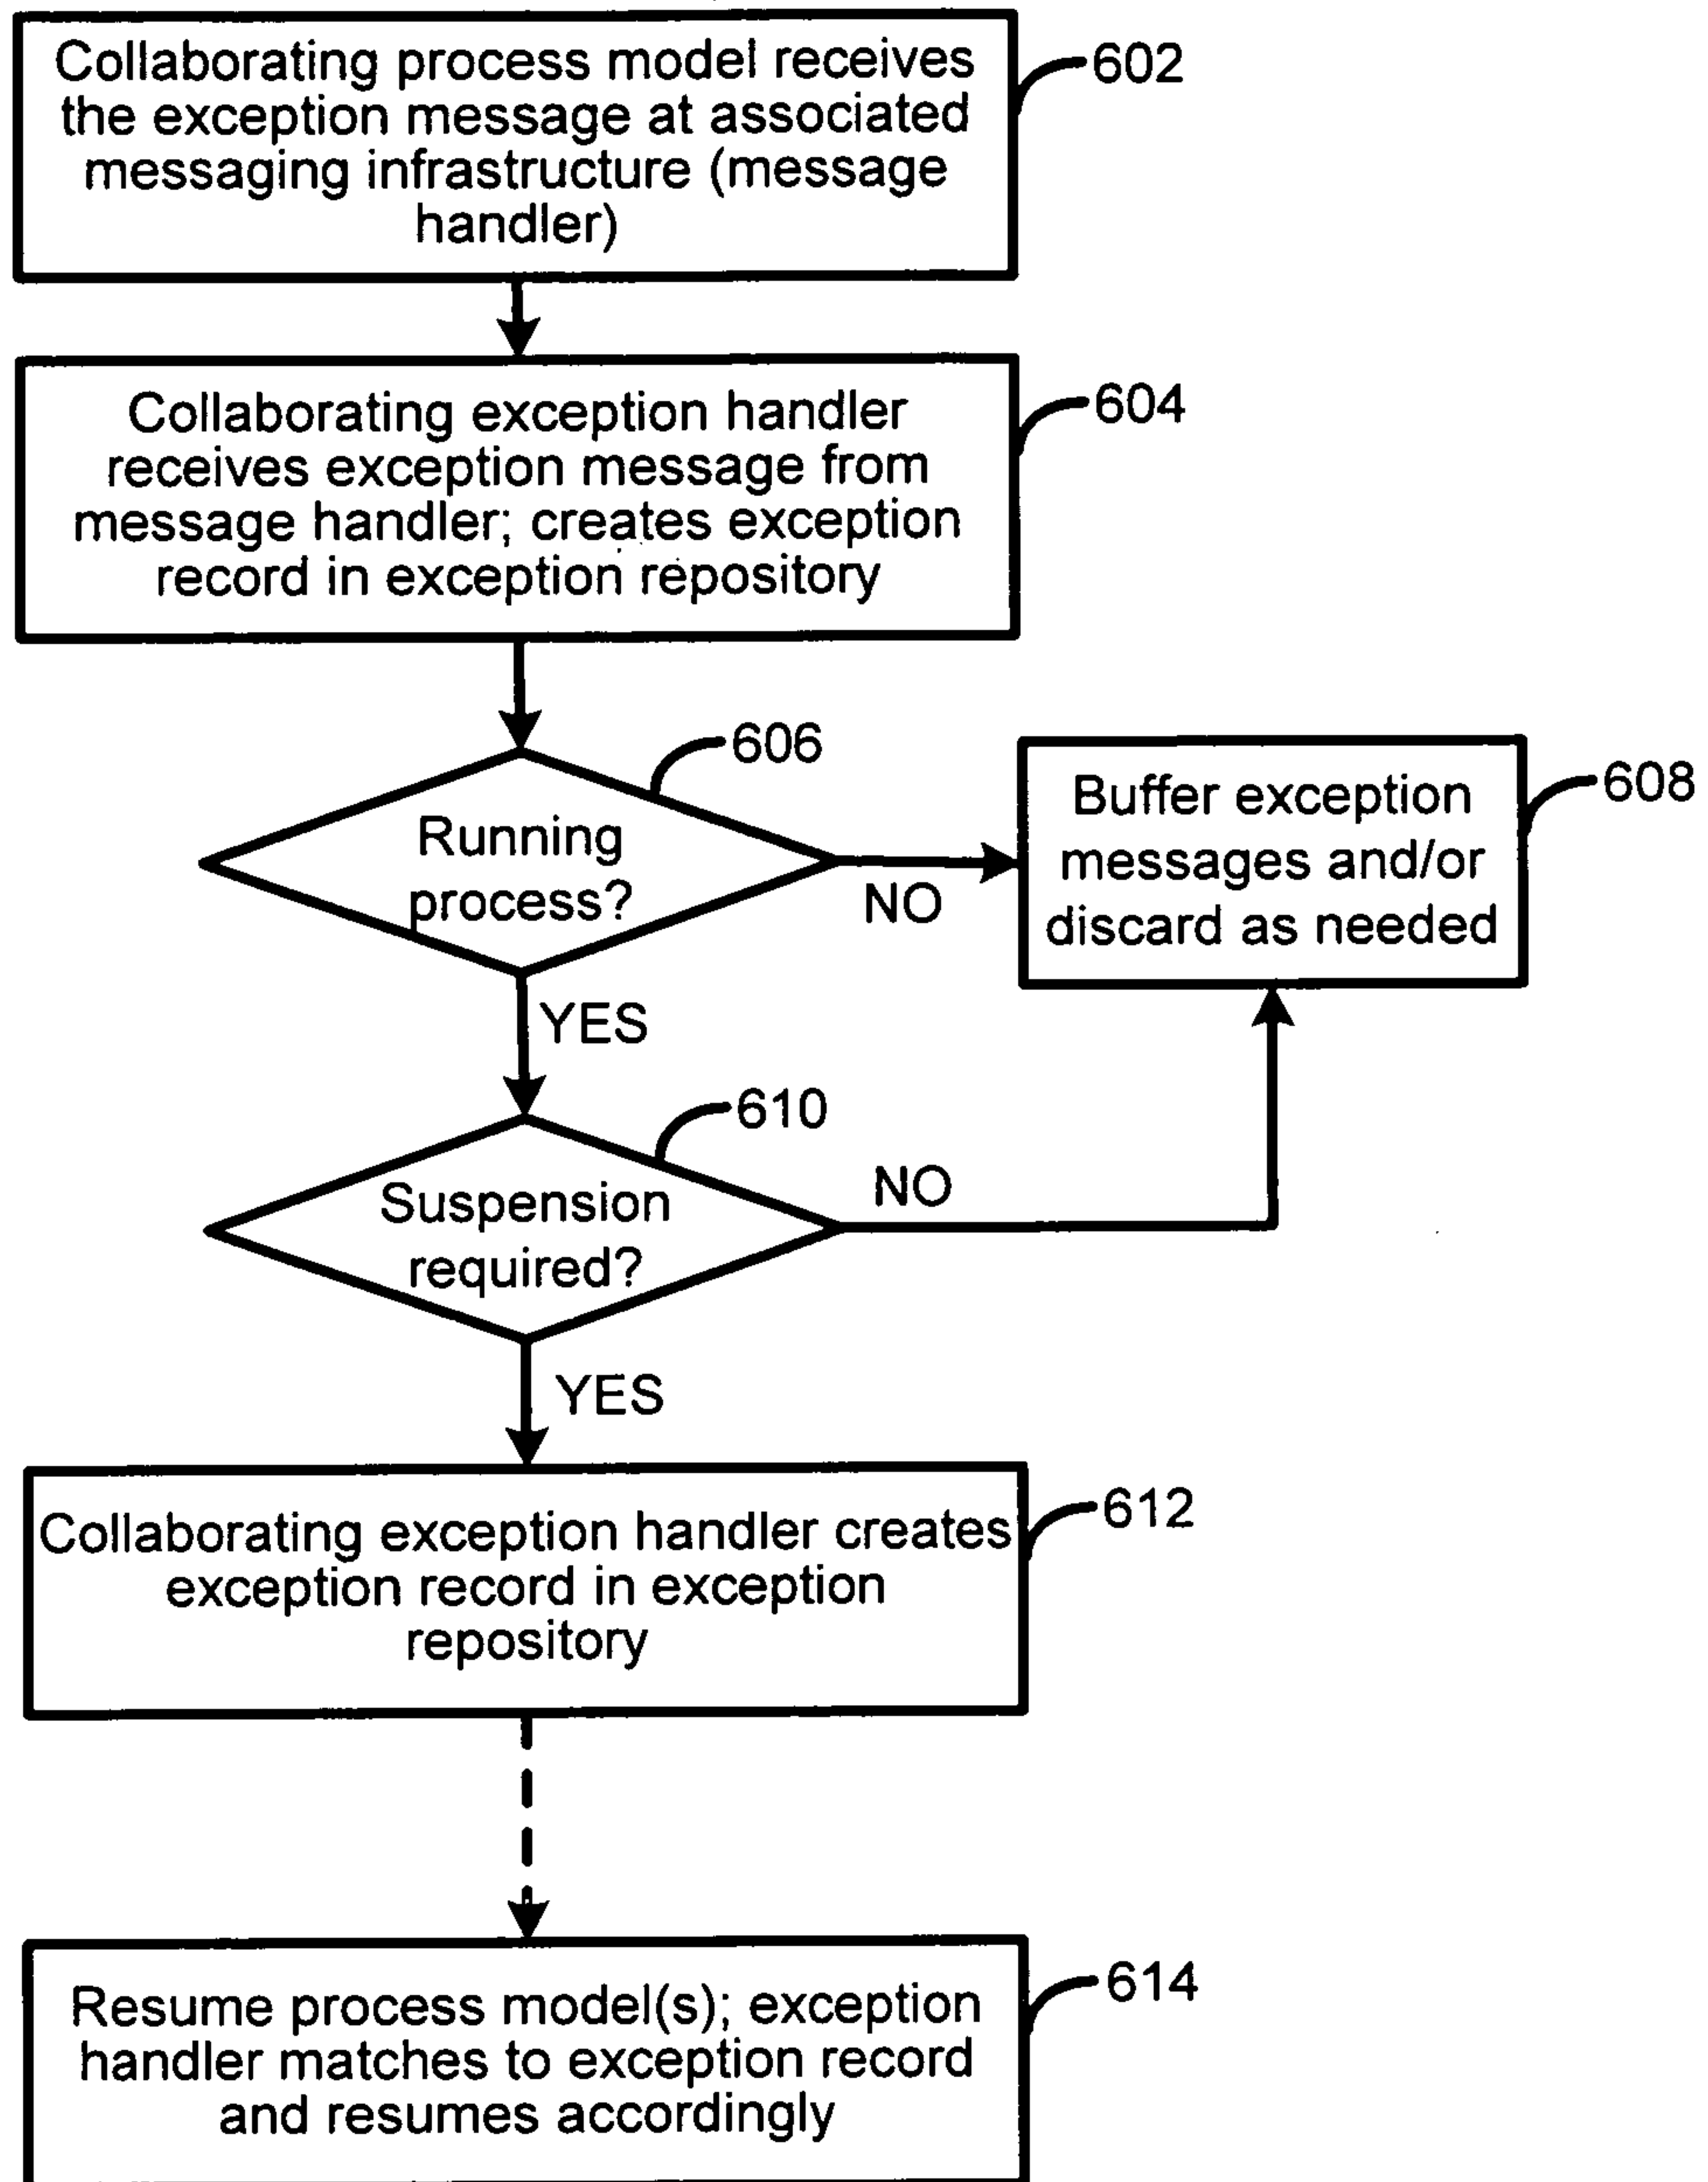 Collaborating process model receives
the exception message at associated
messaging infrastructure (message
handler)
602
Collaborating exception handler
receives exception message from
message handler; creates exception
record in exception repository
604
606
Running
process?
NO
YES
Buffer exception
messages and/or
discard as needed
608
610
Suspension
required?
NO
YES
Collaborating exception handler creates
exception record in exception
repository
612
Resume process model(s); exception
handler matches to exception record
and resumes accordingly
614